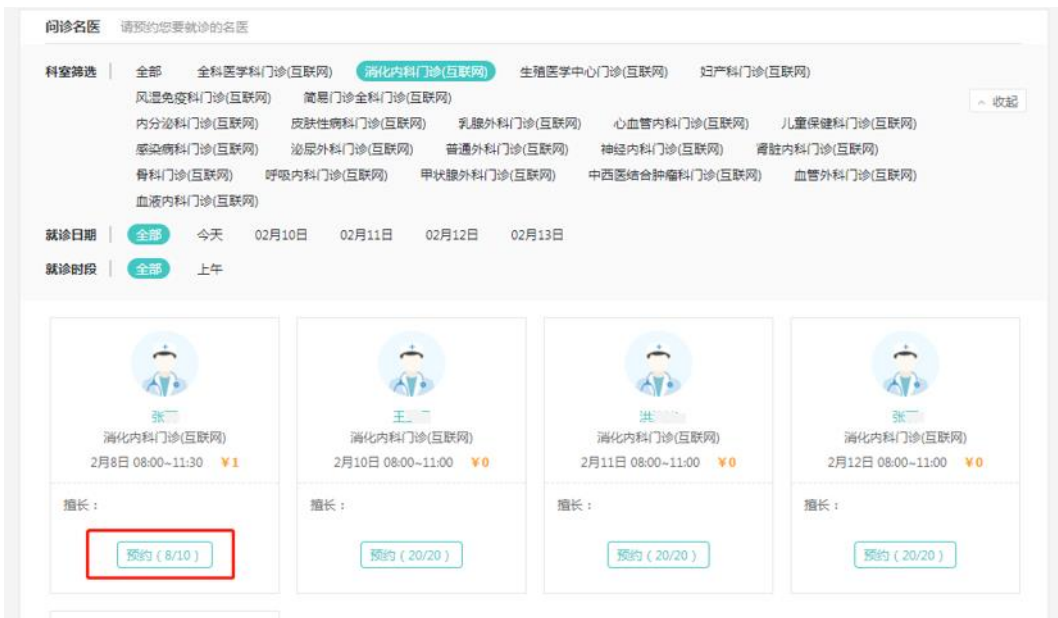 问诊名医 请预约您要就诊的名医
科室筛选 全部 全科医学科门诊(互联网) 消化内科门诊(互联网) 生殖医学中心门诊(互联网) 妇产科门诊(互联网)
风湿免疫科门诊(互联网) 简易门诊全科门诊(互联网)
收起
内分泌科门诊(互联网) 皮肤性病科门诊(互联网) 乳腺外科门诊(互联网) 心血管内科门诊(互联网) 儿童保健科门诊(互联网)
感染病科门诊(互联网) 泌尿外科门诊(互联网) 普通外科门诊(互联网) 神经内科门诊(互联网) 肾脏内科门诊(互联网)
骨科门诊(互联网) 呼吸内科门诊(互联网) 甲状腺外科门诊(互联网) 中西医结合肿瘤科门诊(互联网) 血管外科门诊(互联网)
血液内科门诊(互联网)
就诊日期 全部 今天 02月10日 02月11日 02月12日 02月13日
就诊时段 全部 上午
张 王 洪 张
消化内科门诊(互联网) 消化内科门诊(互联网) 消化内科门诊(互联网) 消化内科门诊(互联网)
2月8日 08:00~11:30 ¥1 2月10日 08:00~11:00 ¥0 2月11日 08:00~11:00 ¥0 2月12日 08:00~11:00 ¥0
擅长: 擅长: 擅长: 擅长:
预约(8/10) 预约(20/20) 预约(20/20) 预约(20/20)